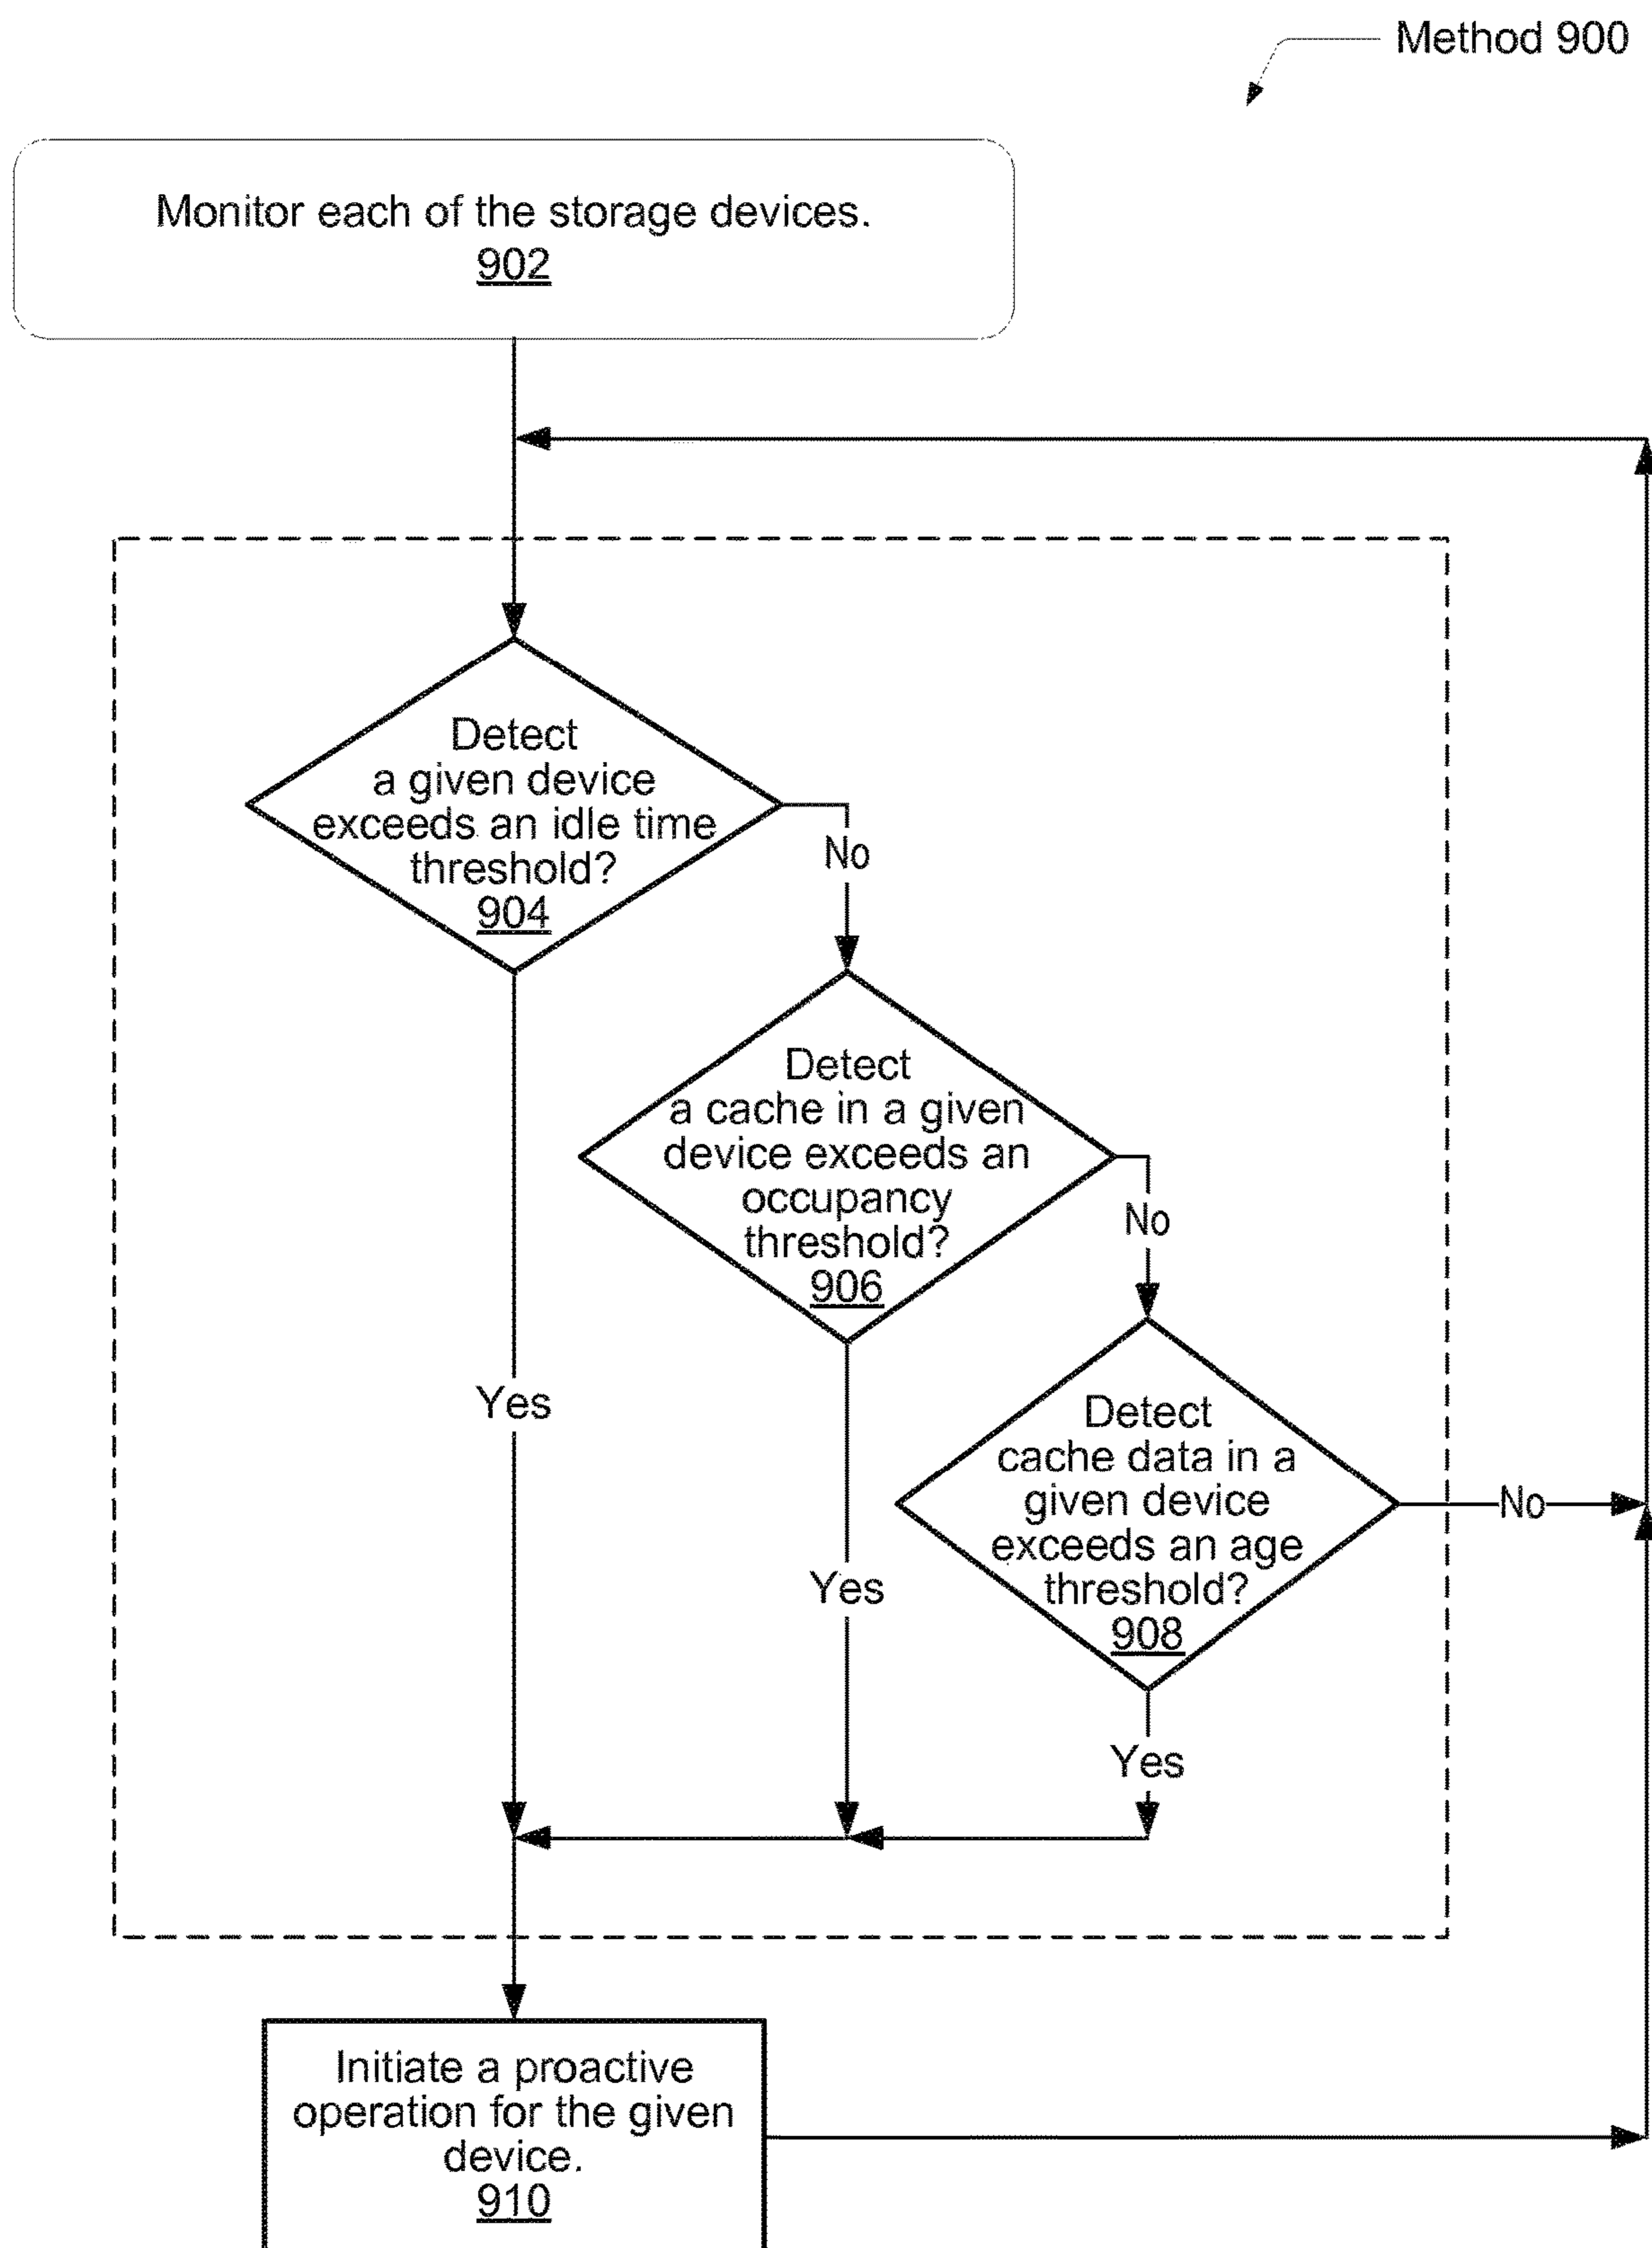 Method 900
Monitor each of the storage devices.
902
Detect
a given device
exceeds an idle time
threshold?
904
No
Detect
a cache in a given
device exceeds an
occupancy
threshold?
906
No
Detect
cache data in a
given device
exceeds an age
threshold?
908
No
Yes
Yes
Yes
Initiate a proactive
operation for the given
device.
910